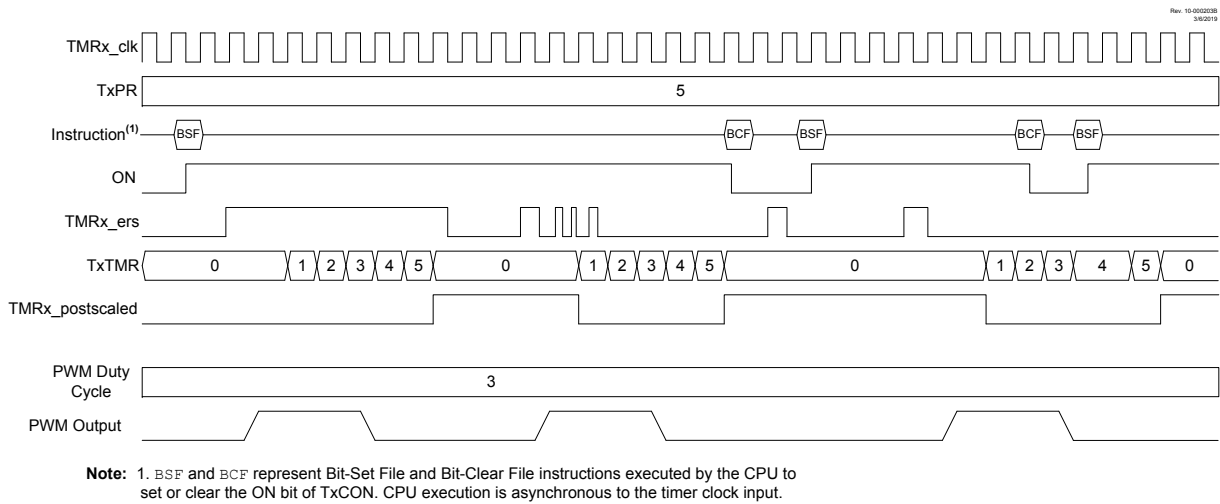 Rev. 10-000203B
3/6/2019
TMRx_clk
TxPR
5
Instruction(1)
BSF
BCF
BSF
BCF
BSF
ON
TMRx_ers
TxTMR
0
1
2
3
4
5
0
1
2
3
4
5
0
1
2
3
4
5
0
TMRx_postscaled
PWM Duty
Cycle
3
PWM Output
Note: 1. BSF and BCF represent Bit-Set File and Bit-Clear File instructions executed by the CPU to
set or clear the ON bit of TxCON. CPU execution is asynchronous to the timer clock input.